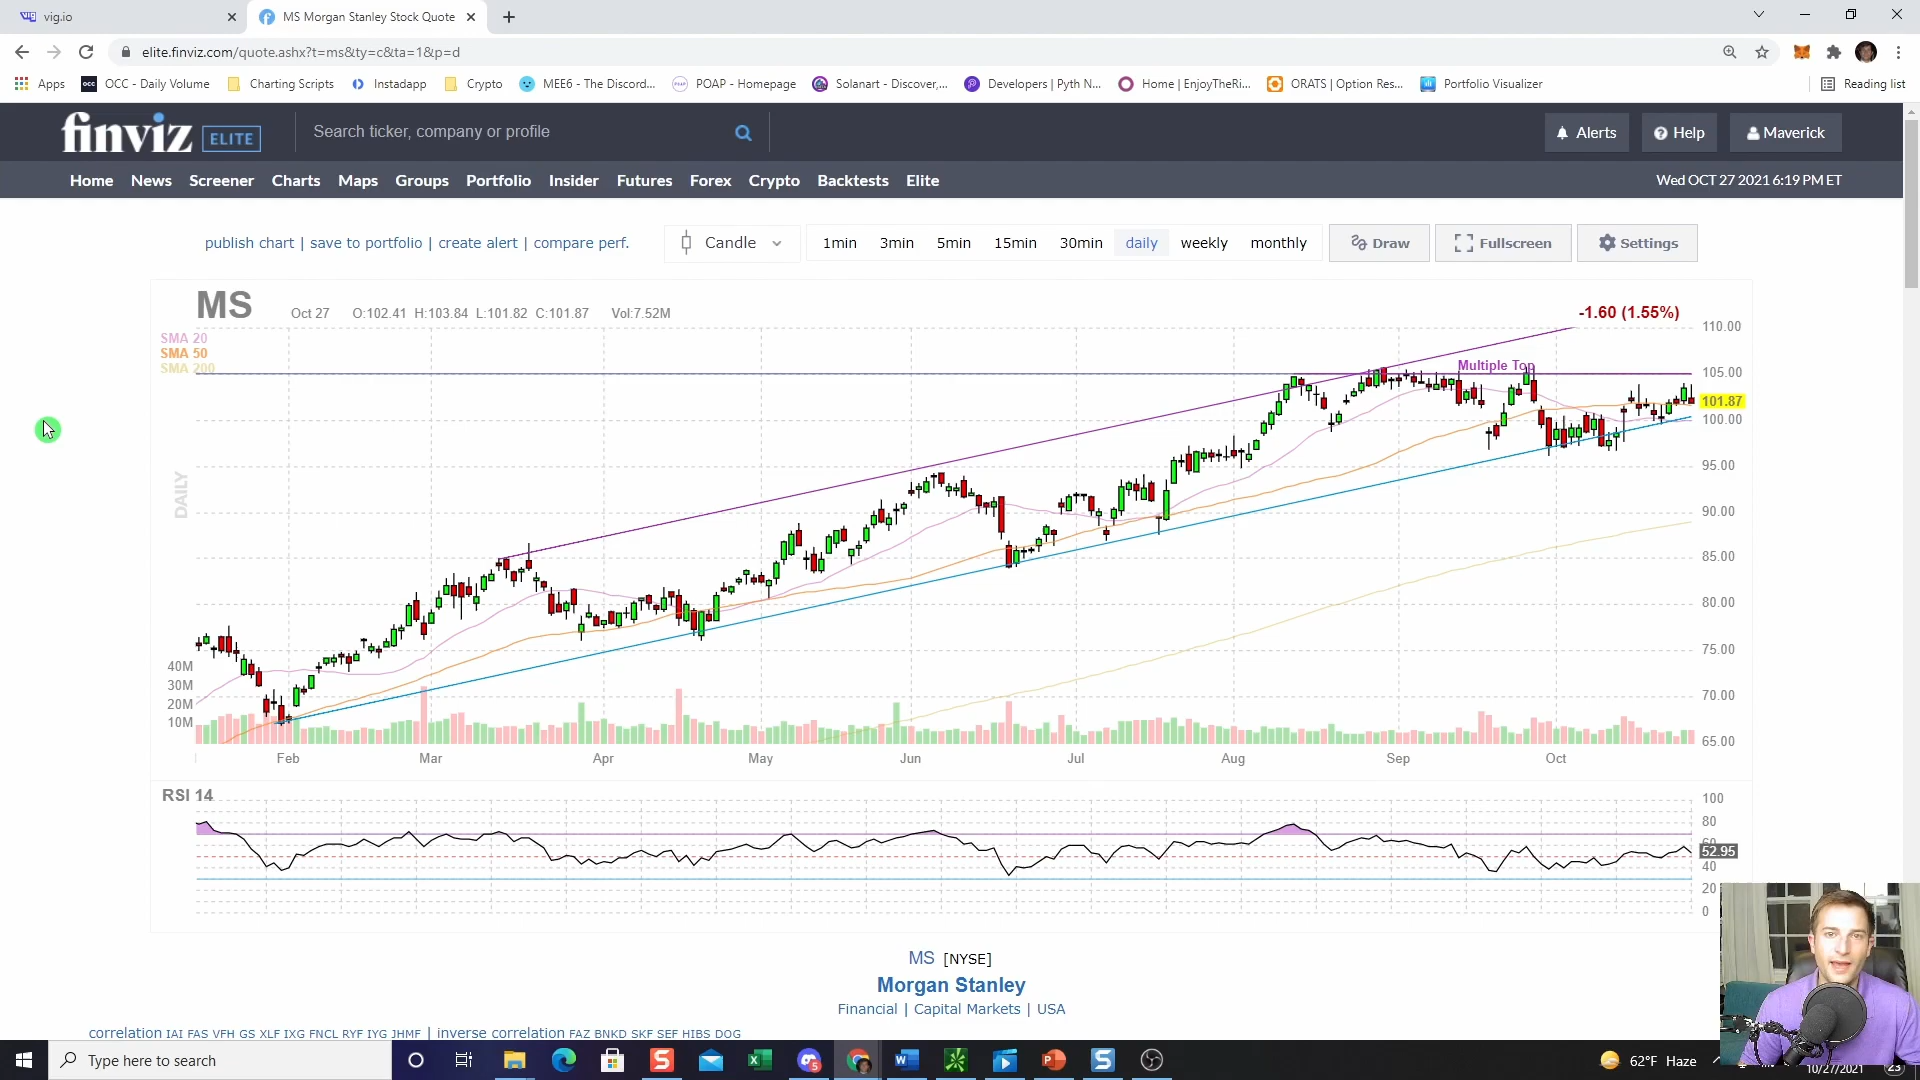 vig.io
MS Morgan Stanley Stock Quote
elite.finviz.com/quote.ashx?t=ms&ty=c&ta=1&p=d
Apps OCC - Daily Volume Charting Scripts Instadapp Crypto MEE6 - The Discord... POAP - Homepage Solanart - Discover,... Developers | Pyth N... Home | EnjoyTheRi... ORATS | Option Res... Portfolio Visualizer Reading list
finviz ELITE Search ticker, company or profile Alerts Help Maverick
Home News Screener Charts Maps Groups Portfolio Insider Futures Forex Crypto Backtests Elite Wed OCT 27 2021 6:19 PM ET
publish chart | save to portfolio | create alert | compare perf. Candle 1min 3min 5min 15min 30min daily weekly monthly Draw Fullscreen Settings
MS Oct 27 O:102.41 H:103.84 L:101.82 C:101.87 Vol:7.52M -1.60 (1.55%)
SMA 20
SMA 50
SMA 200
Multiple Top
DAILY
110.00
105.00
101.87
100.00
95.00
90.00
85.00
80.00
75.00
70.00
65.00
40M
30M
20M
10M
Feb Mar Apr May Jun Jul Aug Sep Oct
RSI 14
100
80
52.95
40
20
0
MS [NYSE]
Morgan Stanley
Financial | Capital Markets | USA
correlation IAI FAS VFH GS XLF IXG FNCL RYF IYG JHMF | inverse correlation FAZ BNKD SKF SEF HIBS DOG
Type here to search
62°F Haze
10/27/2021
23